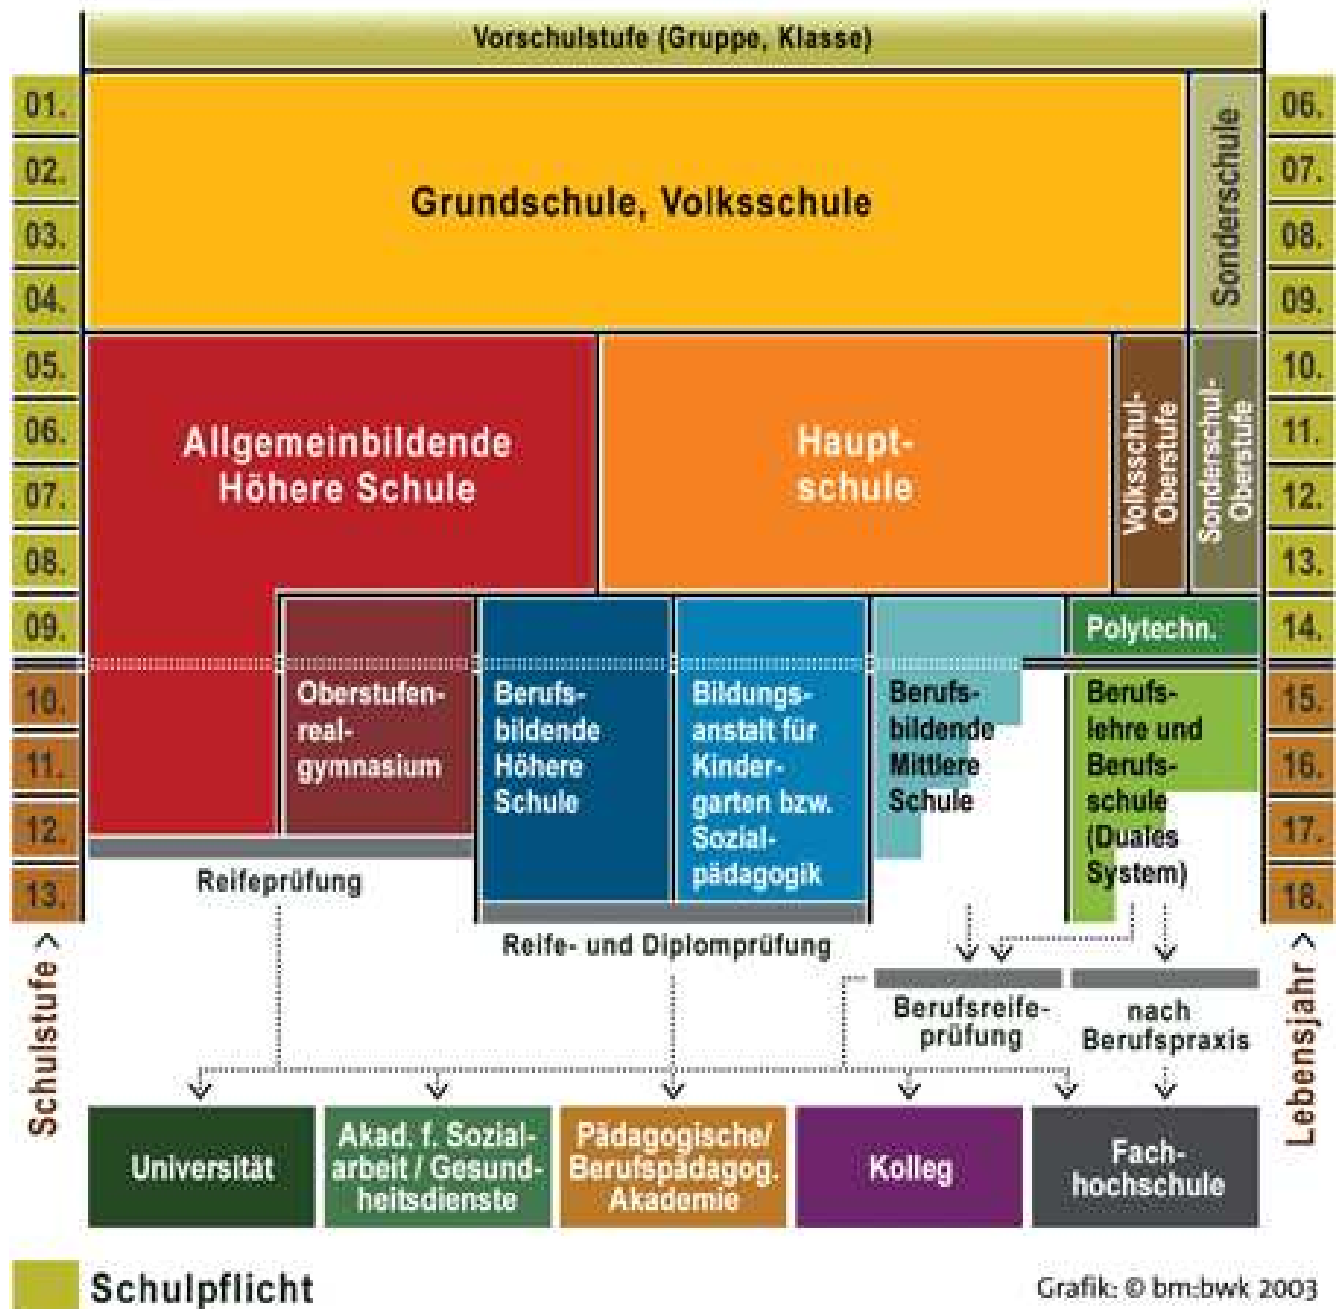 Vorschulstufe (Gruppe, Klasse)
01.
02.
03.
04.
05.
06.
07.
08.
09.
10.
11.
12.
13.
Schulstufe >
Grundschule, Volksschule
Sonderschule
Allgemeinbildende
Höhere Schule
Haupt-
schule
Volksschul-
Oberstufe
Sonderschul-
Oberstufe
Polytechn.
Oberstufen-
real-
gymnasium
Berufs-
bildende
Höhere
Schule
Bildungs-
anstalt für
Kinder-
garten bzw.
Sozial-
pädagogik
Berufs-
bildende
Mittlere
Schule
Berufs-
lehre und
Berufs-
schule
(Duales
System)
06.
07.
08.
09.
10.
11.
12.
13.
14.
15.
16.
17.
18.
Lebensjahr >
Reifeprüfung
Reife- und Diplomprüfung
Berufsreife-
prüfung
nach
Berufspraxis
Universität
Akad. f. Sozial-
arbeit / Gesund-
heitsdienste
Pädagogische/
Berufspädagog.
Akademie
Kolleg
Fach-
hochschule
Schulpflicht
Grafik: © bm:bwk 2003